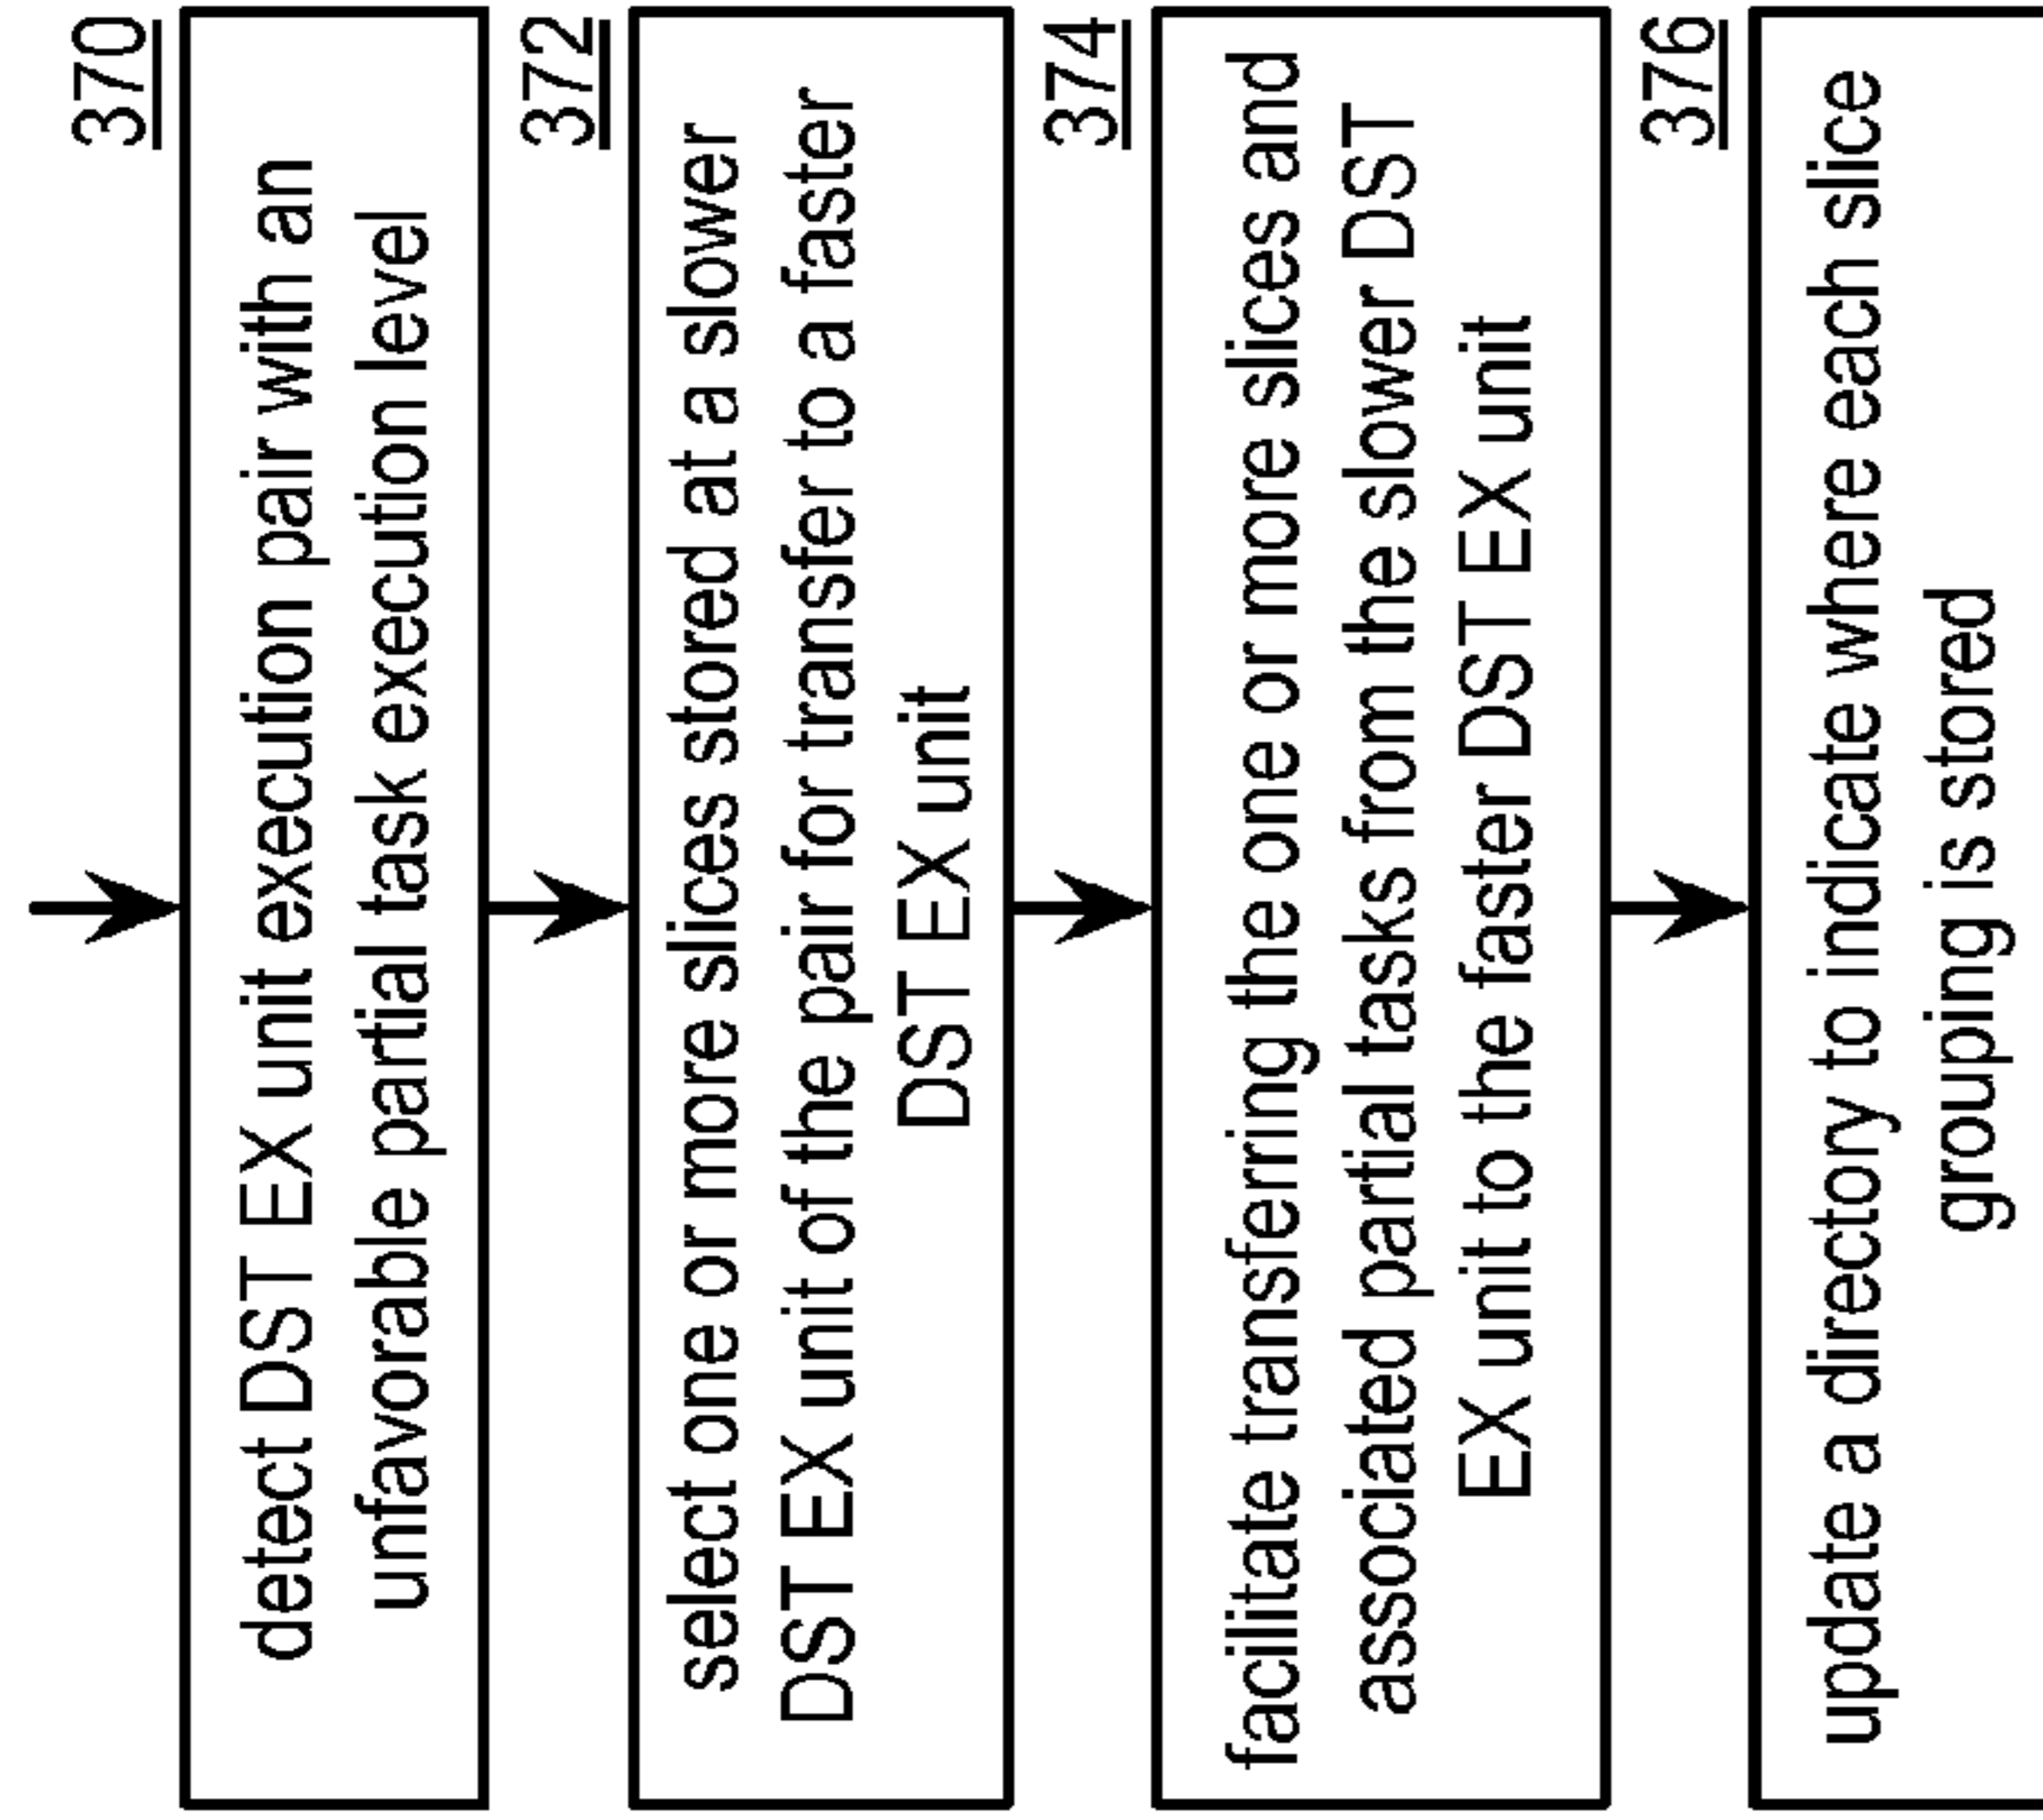 370
detect DST EX unit execution pair with an
unfavorable partial task execution level
372
select one or more slices stored at a slower
DST EX unit of the pair for transfer to a faster
DST EX unit
374
facilitate transferring the one or more slices and
associated partial tasks from the slower DST
EX unit to the faster DST EX unit
376
update a directory to indicate where each slice
grouping is stored